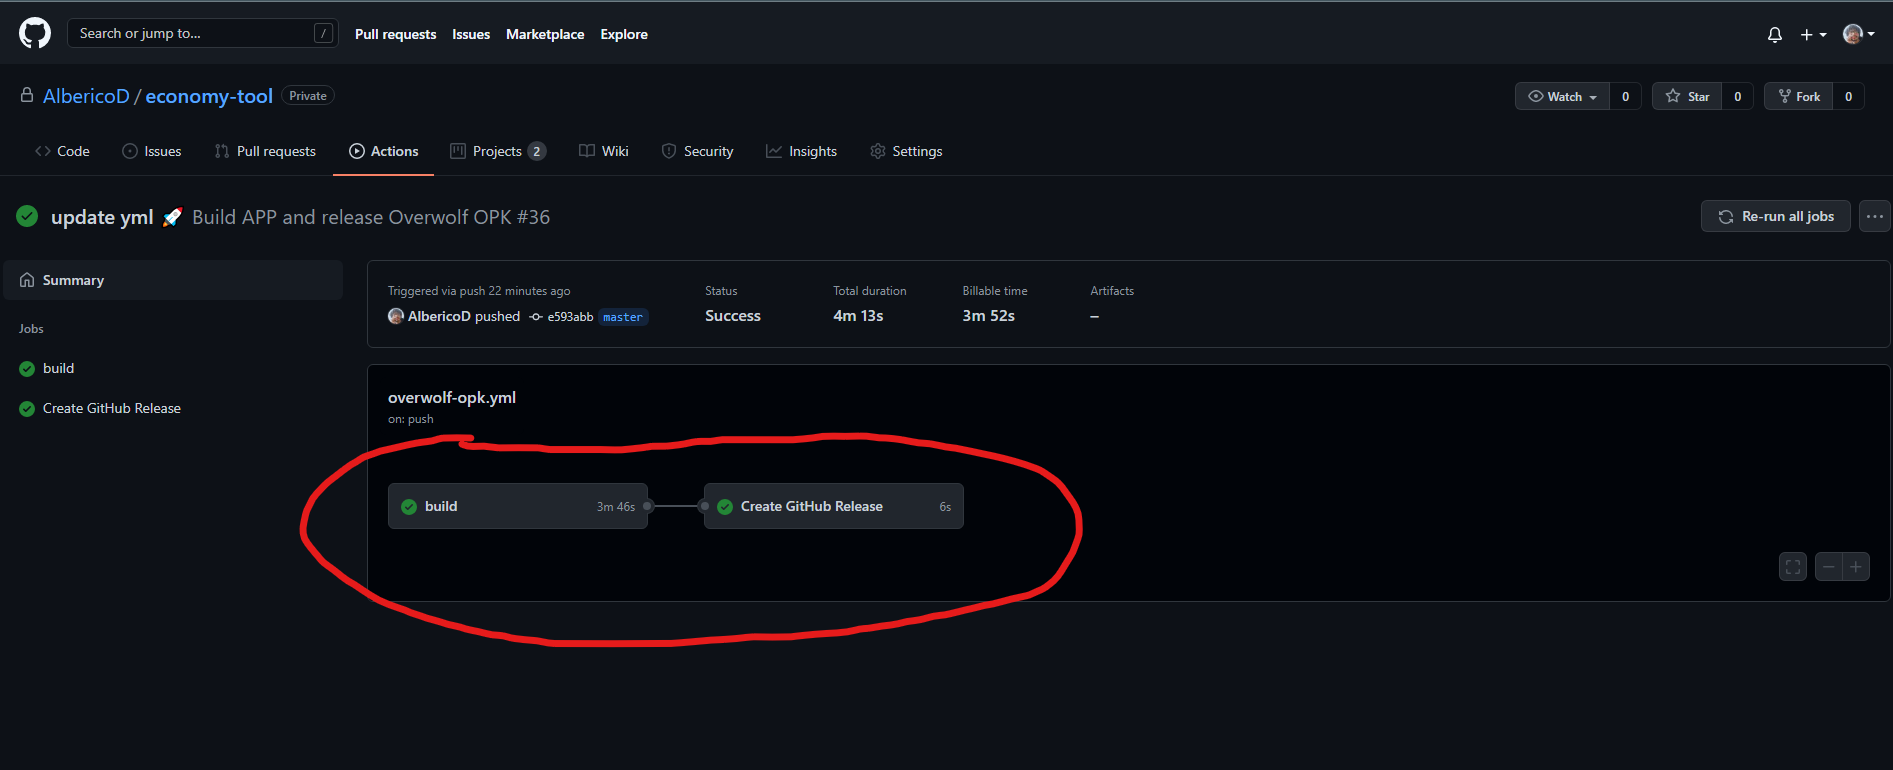 Search or jump to... /
Pull requests Issues Marketplace Explore
AlbericoD / economy-tool Private
Watch 0 Star 0 Fork 0
Code Issues Pull requests Actions Projects 2 Wiki Security Insights Settings
update yml 🚀 Build APP and release Overwolf OPK #36
Re-run all jobs
Summary
Jobs
build
Create GitHub Release
Triggered via push 22 minutes ago
AlbericoD pushed e593abb master
Status
Success
Total duration
4m 13s
Billable time
3m 52s
Artifacts
–
overwolf-opk.yml
on: push
build 3m 46s
Create GitHub Release 6s